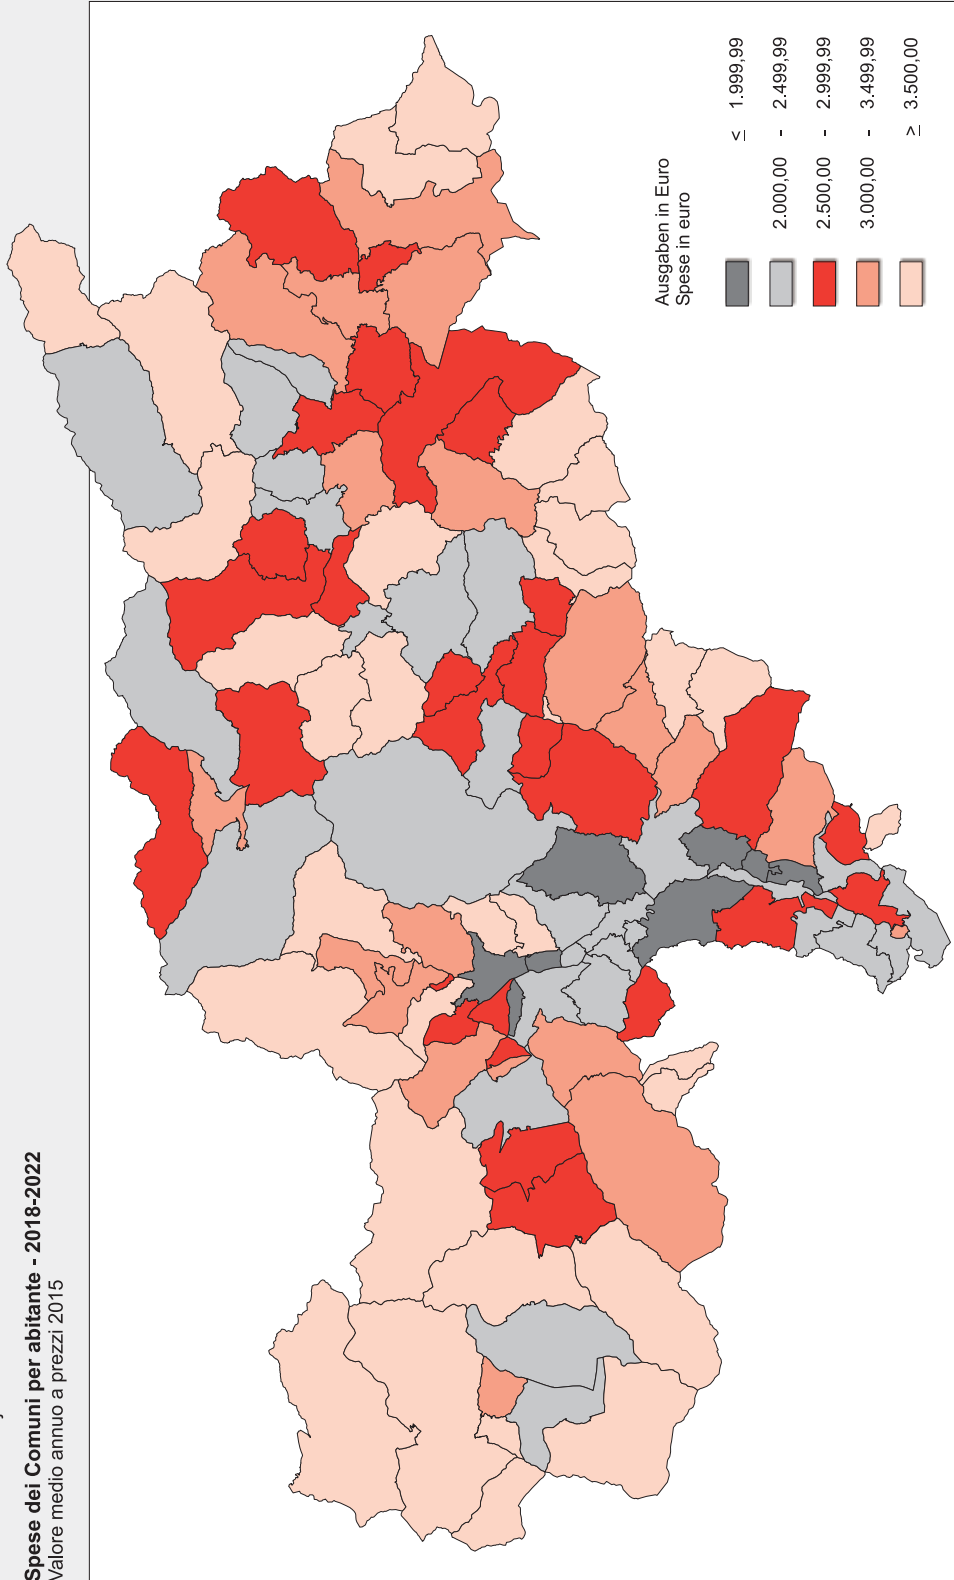 Spese dei Comuni per abitante - 2018-2022
Valore medio annuo a prezzi 2015
Ausgaben in Euro
Spese in euro
≤ 1.999,99
2.000,00 - 2.499,99
2.500,00 - 2.999,99
3.000,00 - 3.499,99
≥ 3.500,00